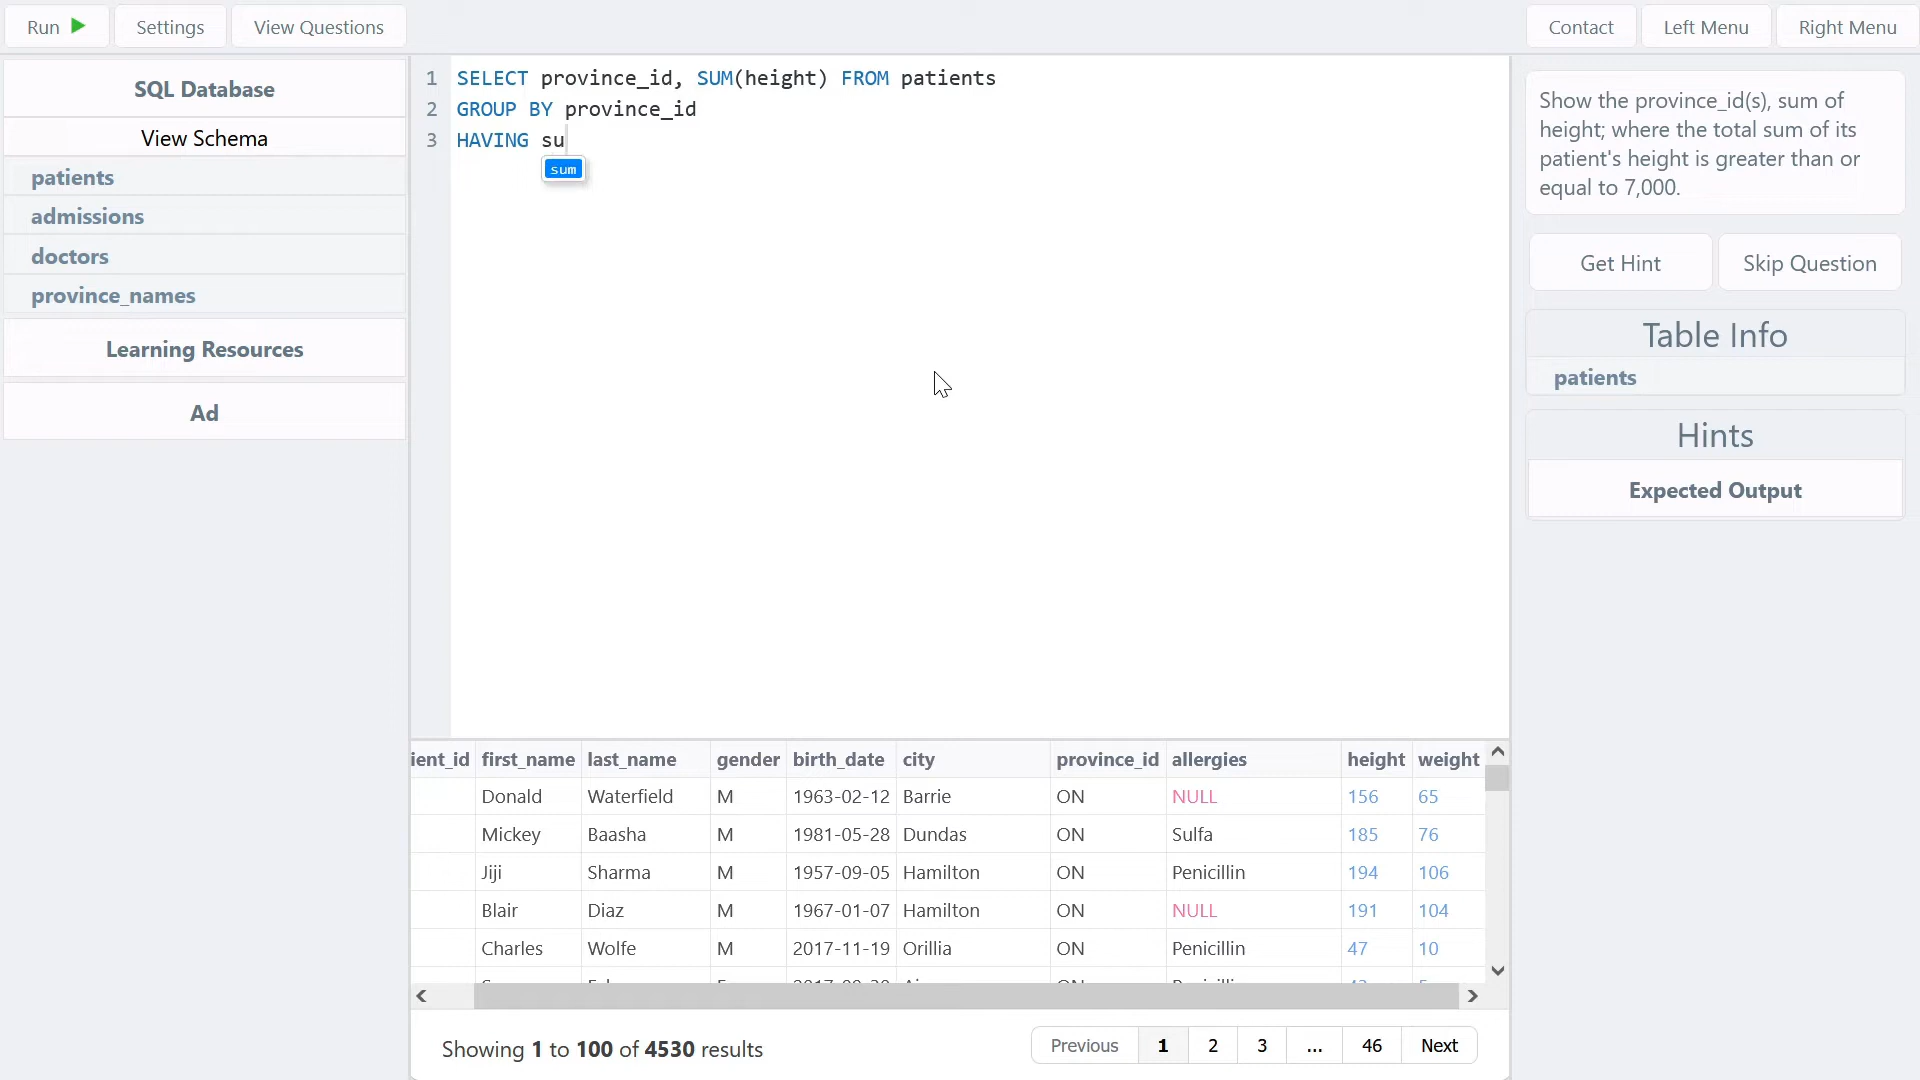 Run
Settings
View Questions
Contact
Left Menu
Right Menu
SQL Database
View Schema
patients
admissions
doctors
province_names
Learning Resources
Ad
1 SELECT province_id, SUM(height) FROM patients
2 GROUP BY province_id
3 HAVING su
sum
Show the province_id(s), sum of
height; where the total sum of its
patient's height is greater than or
equal to 7,000.
Get Hint
Skip Question
Table Info
patients
Hints
Expected Output
ient_id first_name last_name gender birth_date city province_id allergies height weight
Donald Waterfield M 1963-02-12 Barrie ON NULL 156 65
Mickey Baasha M 1981-05-28 Dundas ON Sulfa 185 76
Jiji Sharma M 1957-09-05 Hamilton ON Penicillin 194 106
Blair Diaz M 1967-01-07 Hamilton ON NULL 191 104
Charles Wolfe M 2017-11-19 Orillia ON Penicillin 47 10
Showing 1 to 100 of 4530 results
Previous 1 2 3 ... 46 Next